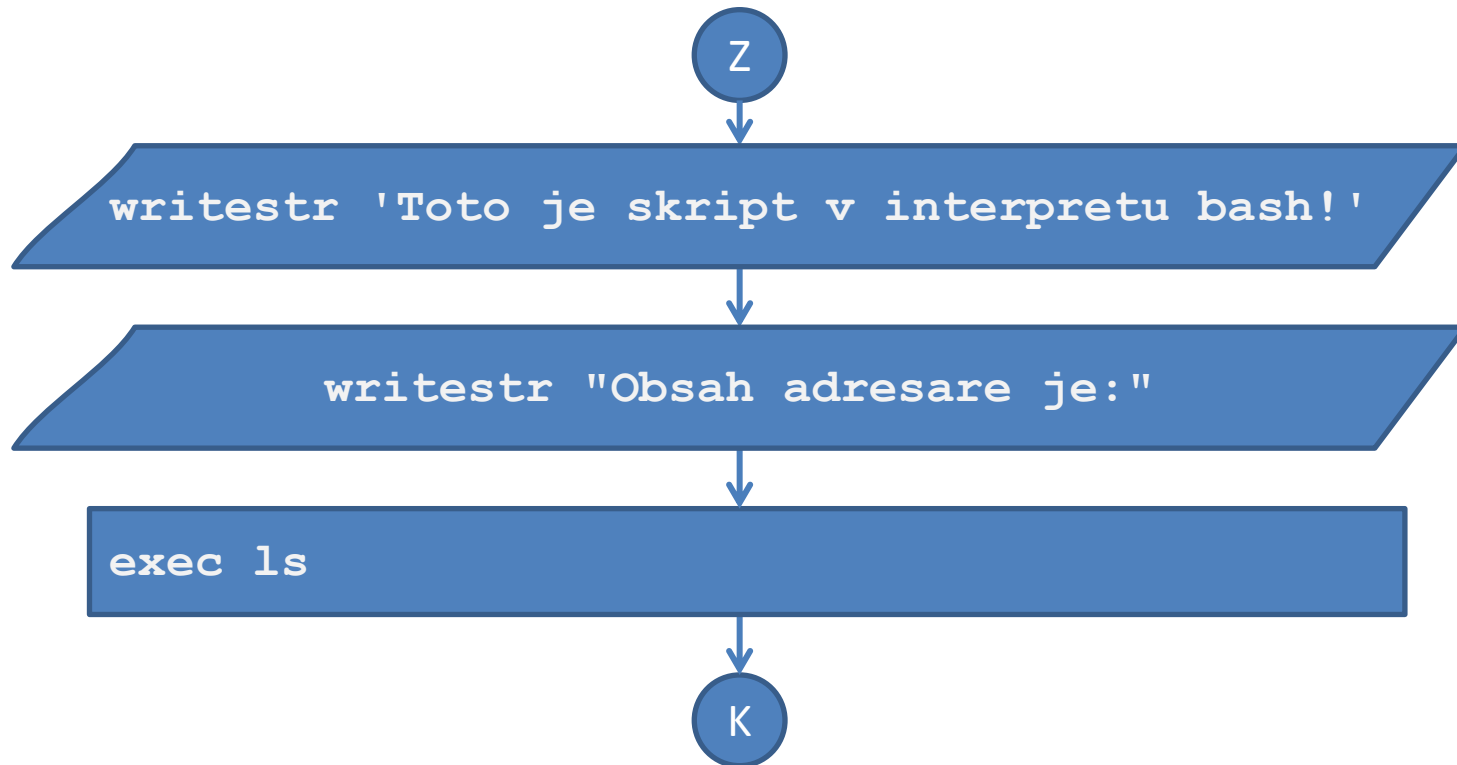 Z
writestr 'Toto je skript v interpretu bash!'
writestr "Obsah adresare je:"
exec ls
K